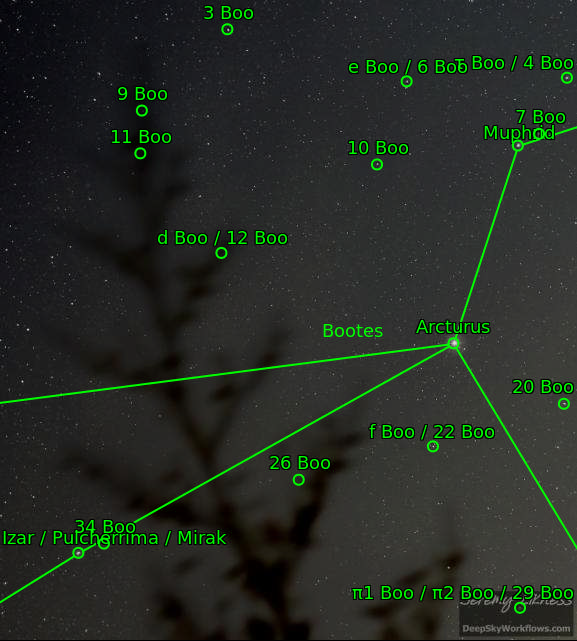 3 Boo
e Boo / 6 Boo
τ Boo / 4 Boo
9 Boo
7 Boo
11 Boo
Muphrid
10 Boo
d Boo / 12 Boo
Bootes
Arcturus
20 Boo
f Boo / 22 Boo
26 Boo
34 Boo
Izar / Pulcherrima / Mirak
π1 Boo / π2 Boo / 29 Boo
DeepSkyWorkflows.com